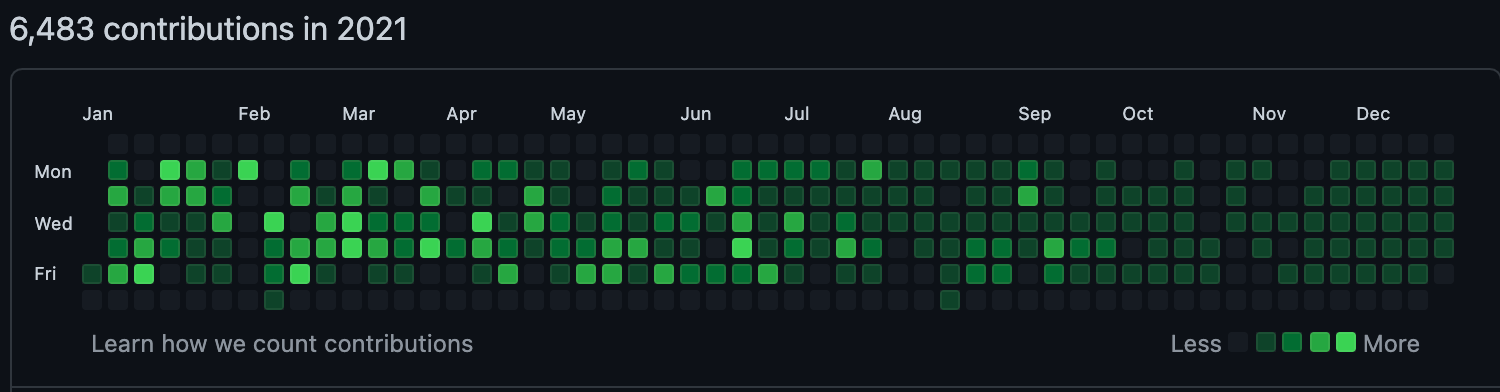 6,483 contributions in 2021
Jan Feb Mar Apr May Jun Jul Aug Sep Oct Nov Dec
Mon
Wed
Fri
Learn how we count contributions Less More